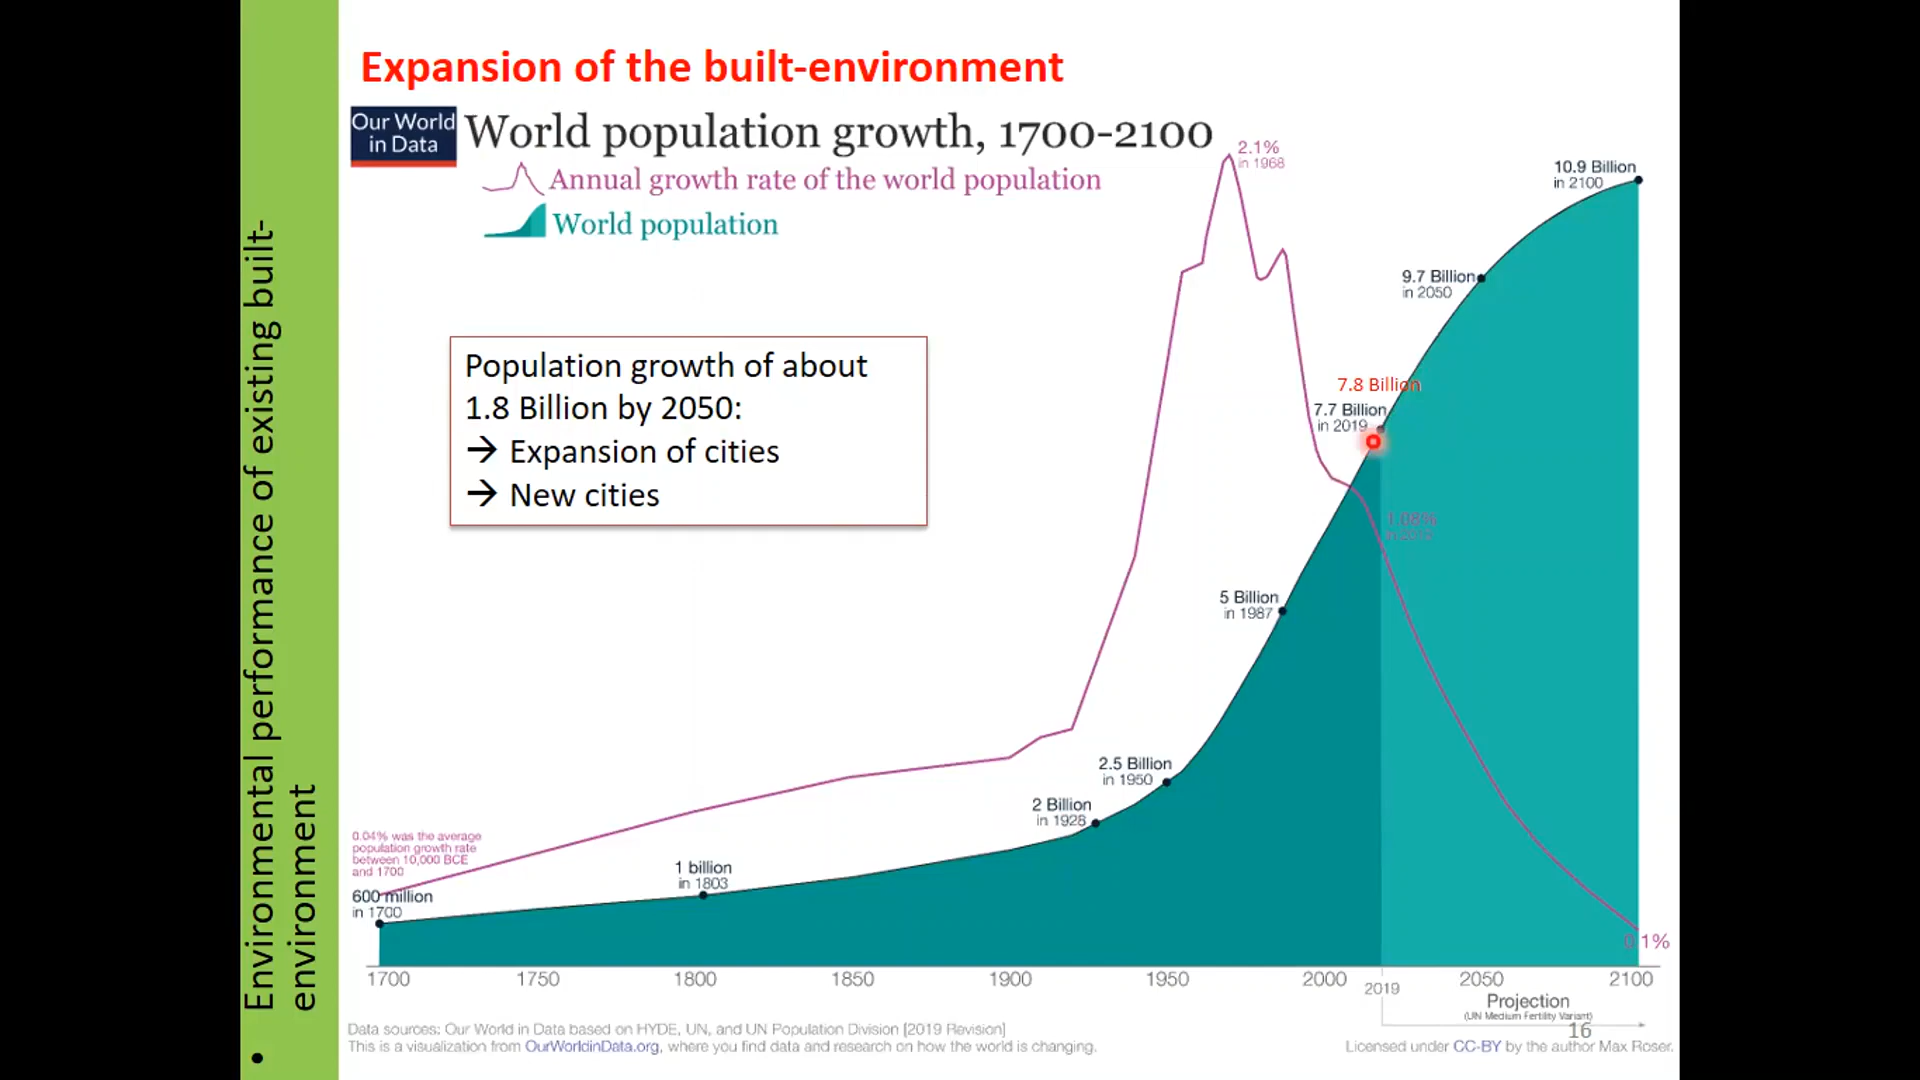 Expansion of the built-environment
Our World
in Data
World population growth, 1700-2100
Annual growth rate of the world population
World population
2.1%
in 1968
10.9 Billion
in 2100
9.7 Billion
in 2050
7.8 Billion
7.7 Billion
in 2019
Population growth of about
1.8 Billion by 2050:
→ Expansion of cities
→ New cities
1.08%
in 2019
5 Billion
in 1987
2.5 Billion
in 1950
2 Billion
in 1928
0.04% was the average
population growth rate
between 10,000 BCE
and 1700
1 billion
in 1803
600 million
in 1700
0.1%
1700 1750 1800 1850 1900 1950 2000 2050 2100
2019
Projection
(UN Medium Fertility Variant)
16
Data sources: Our World in Data based on HYDE, UN, and UN Population Division [2019 Revision]
This is a visualization from OurWorldinData.org, where you find data and research on how the world is changing.
Licensed under CC-BY by the author Max Roser.
• Environmental performance of existing built-
environment